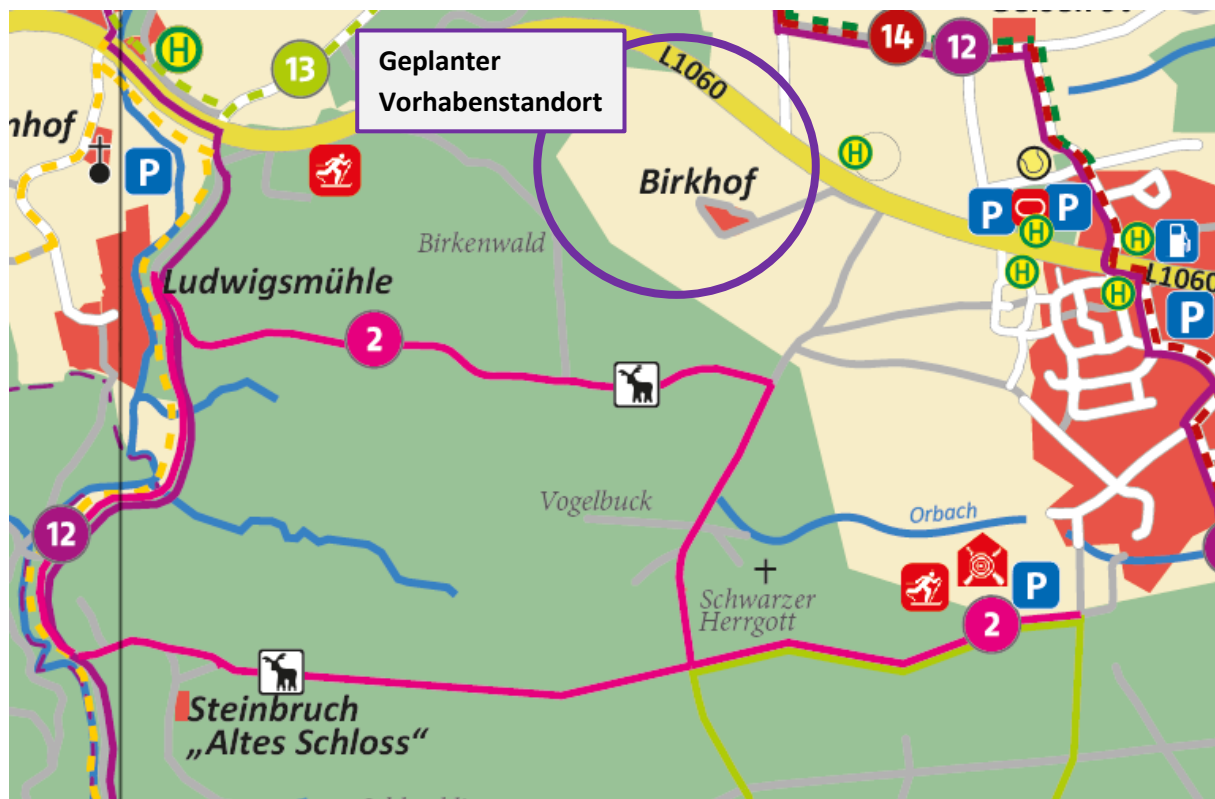 14
12
H
13
Geplanter
Vorhabenstandort
L1060
nhof
P
H
Birkhof
P
P
H
H
Birkenwald
H
L1060
Ludwigsmühle
H
P
2
Vogelbuck
Orbach
12
Schwarzer
Herrgott
P
2
Steinbruch
„Altes Schloss“